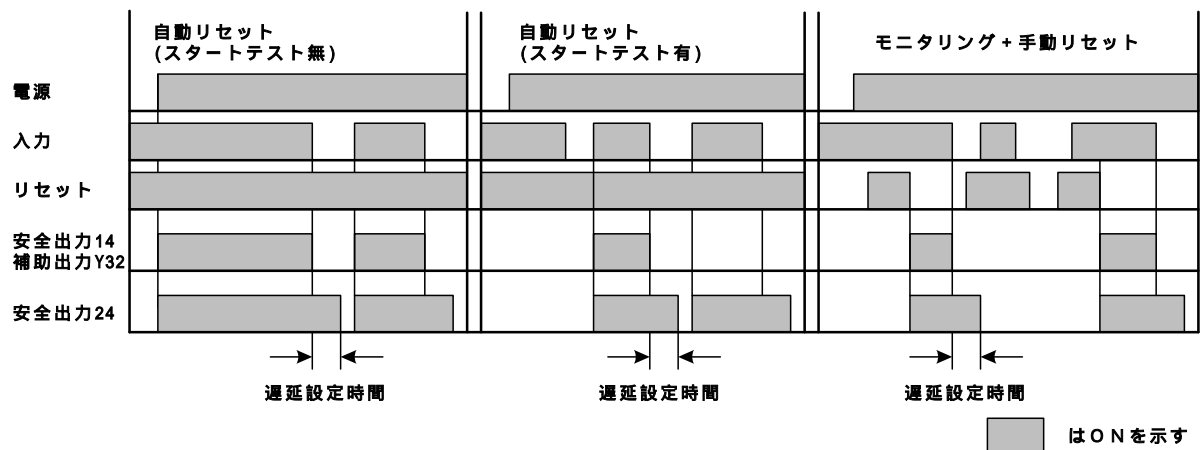 自動リセット
(スタートテスト無)
自動リセット
(スタートテスト有)
モニタリング+手動リセット
電源
入力
リセット
安全出力14
補助出力Y32
安全出力24
遅延設定時間
遅延設定時間
遅延設定時間
はONを示す